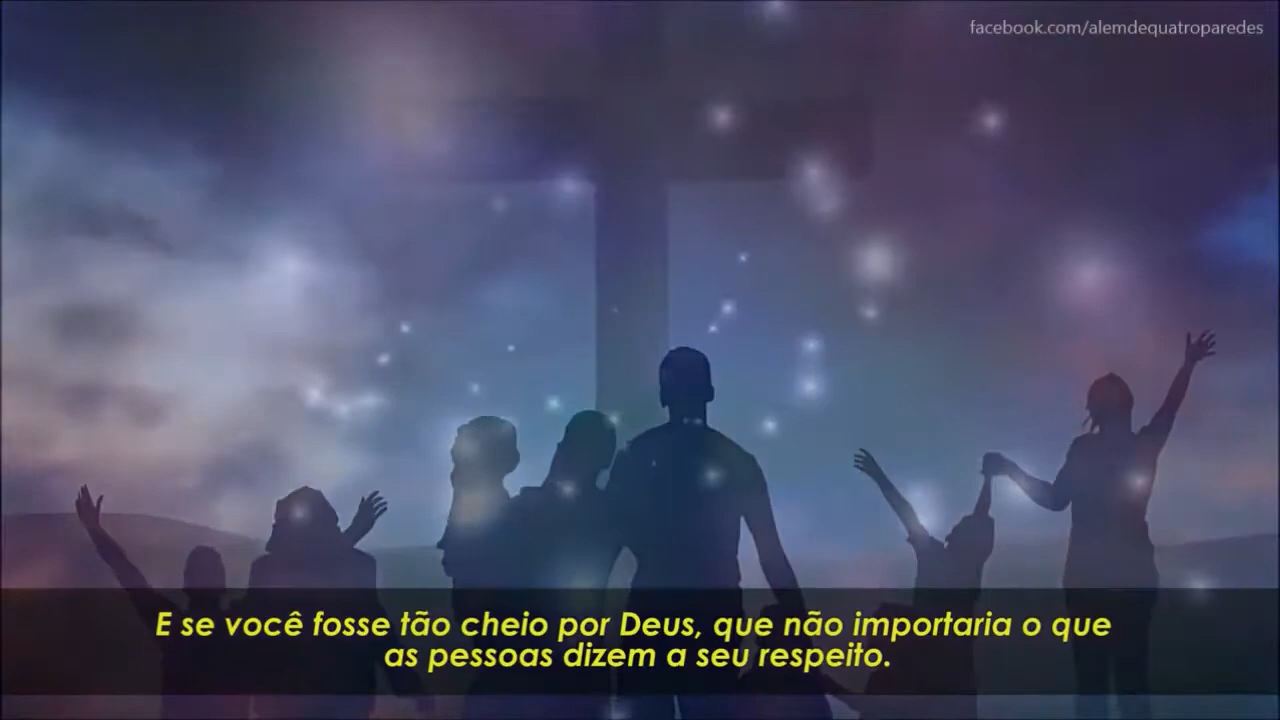 facebook.com/alemdequatroparedes
E se você fosse tão cheio por Deus, que não importaria o que
as pessoas dizem a seu respeito.